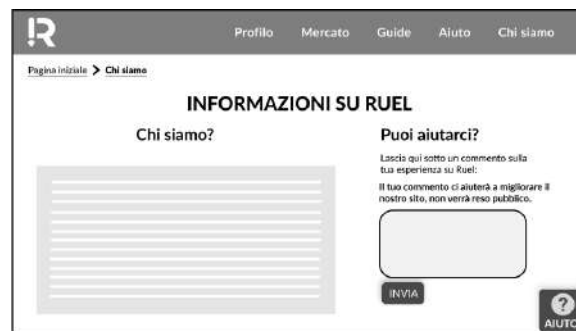 R
Profilo Mercato Guide Aiuto Chi siamo
Pagina iniziale > Chi siamo
INFORMAZIONI SU RUEL
Chi siamo?
Puoi aiutarci?
Lascia qui sotto un commento sulla
tua esperienza su Ruel:
Il tuo commento ci aiuterà a migliorare il
nostro sito, non verrà reso pubblico.
INVIA
?
AIUTO